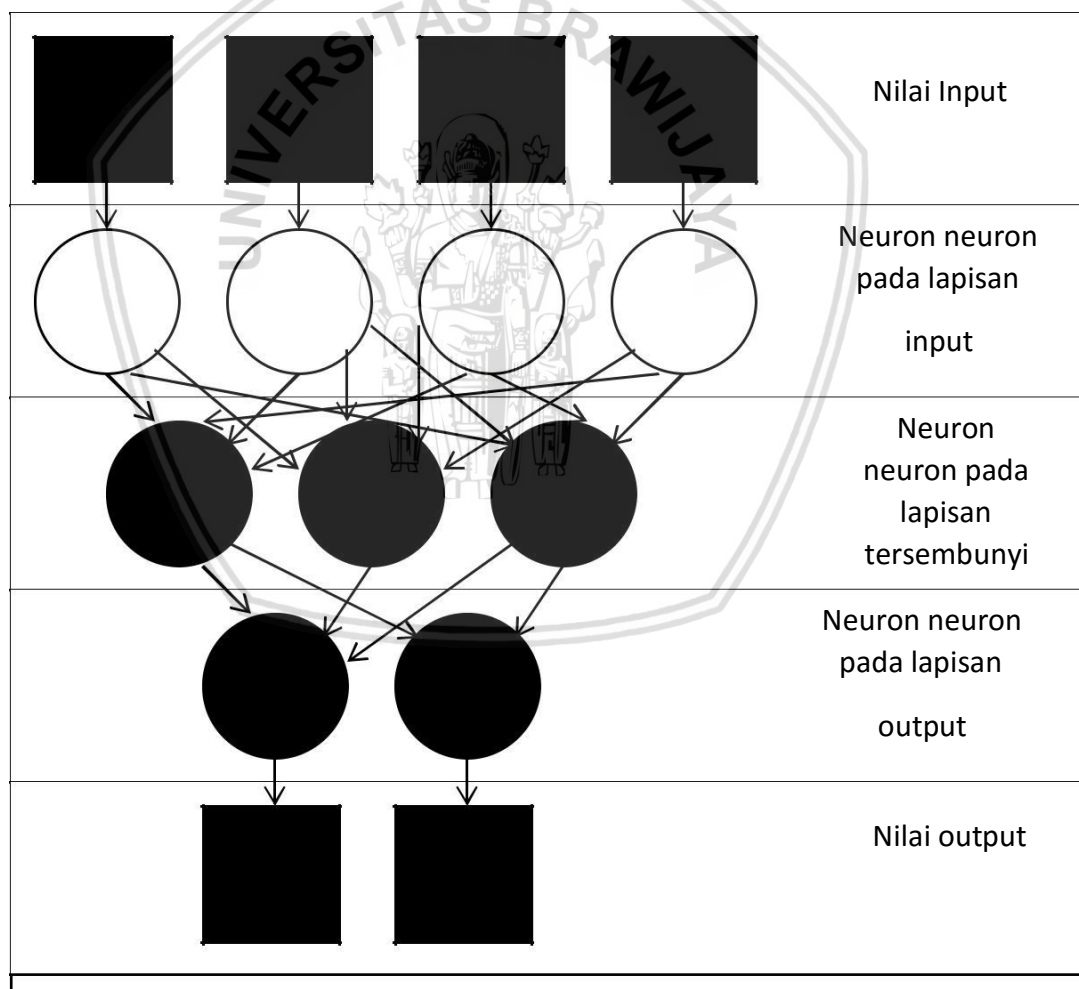 UNIVERSITAS BRAWIJAYA
Nilai Input
Neuron neuron
pada lapisan
input
Neuron
neuron pada
lapisan
tersembunyi
Neuron neuron
pada lapisan
output
Nilai output